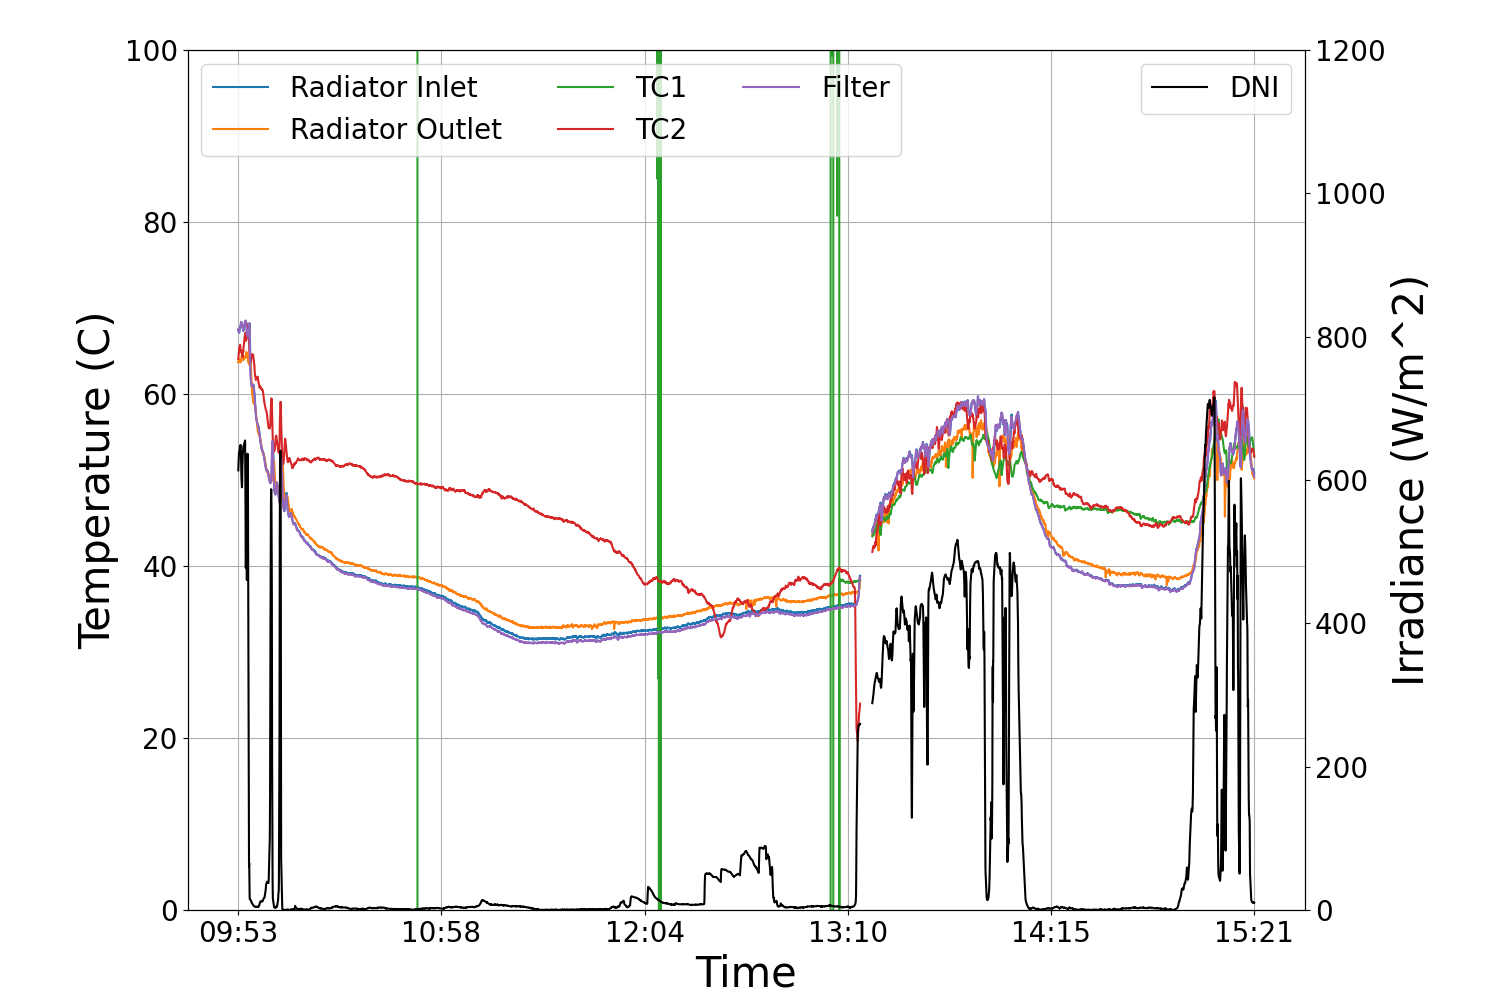 100
80
60
40
20
0
Temperature (C)
Radiator Inlet
Radiator Outlet
TC1
TC2
Filter
DNI
1200
1000
800
600
400
200
0
Irradiance (W/m^2)
09:53 10:58 12:04 13:10 14:15 15:21
Time